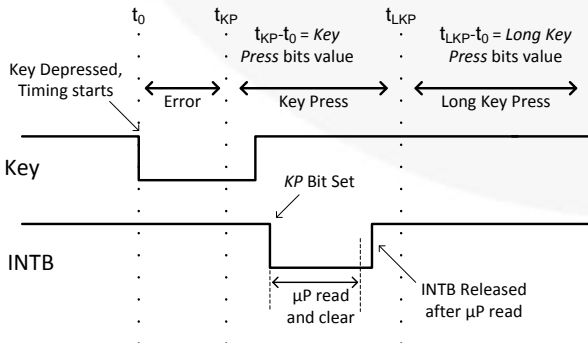 t0
tKP
tLKP
tKP-t0 = Key
Press bits value
tLKP-t0 = Long Key
Press bits value
Key Depressed,
Timing starts
Error
Key Press
Long Key Press
Key
KP Bit Set
INTB
µP read
and clear
INTB Released
after µP read